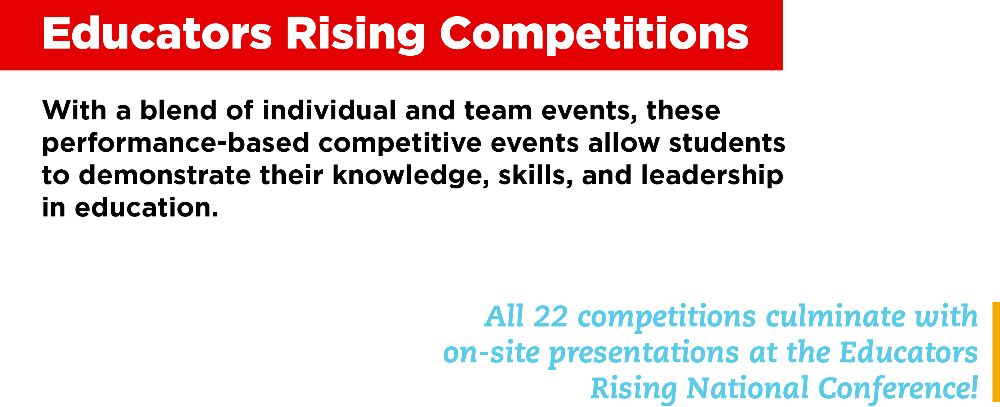 Educators Rising Competitions
With a blend of individual and team events, these
performance-based competitive events allow students
to demonstrate their knowledge, skills, and leadership
in education.
All 22 competitions culminate with
on-site presentations at the Educators
Rising National Conference!